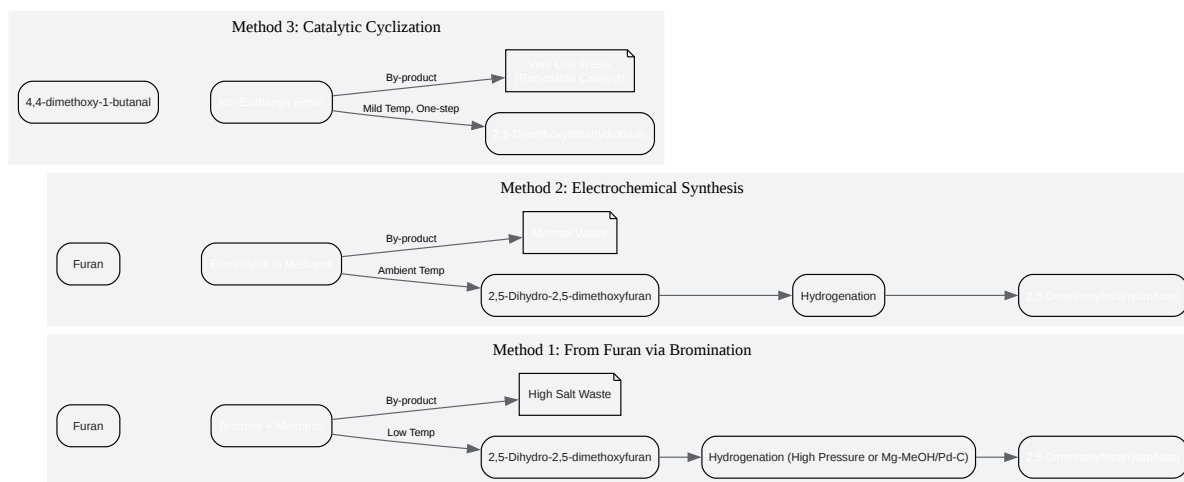 Method 3: Catalytic Cyclization
4,4-dimethoxy-1-butanal
Ion-Exchange Resin
By-product
Very Low Waste
(Recyclable Catalyst)
Mild Temp, One-step
2,5-Dimethoxytetrahydrofuran
Method 2: Electrochemical Synthesis
Furan
Electrolysis in Methanol
By-product
Minimal Waste
Ambient Temp
2,5-Dihydro-2,5-dimethoxyfuran
Hydrogenation
2,5-Dimethoxytetrahydrofuran
Method 1: From Furan via Bromination
Furan
Bromine + Methanol
By-product
High Salt Waste
Low Temp
2,5-Dihydro-2,5-dimethoxyfuran
Hydrogenation (High Pressure or Mg-MeOH/Pd-C)
2,5-Dimethoxytetrahydrofuran